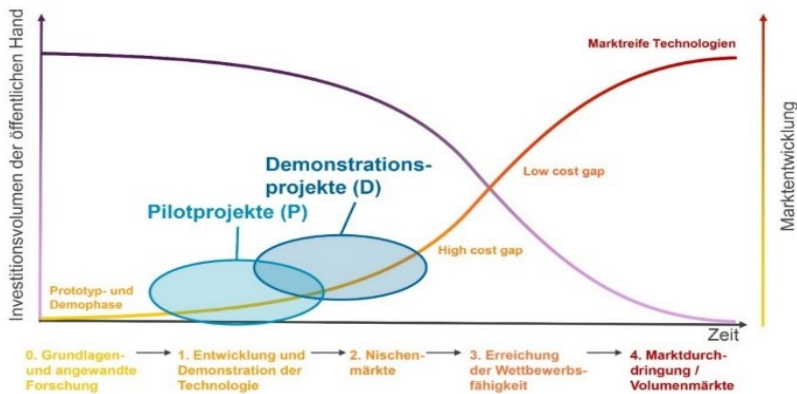 Investitionsvolumen der öffentlichen Hand
Marktreife Technologien
Demonstrations-
projekte (D)
Pilotprojekte (P)
Low cost gap
High cost gap
Prototyp- und
Demophase
Marktentwicklung
Zeit
0. Grundlagen-
und angewandte
Forschung
1. Entwicklung und
Demonstration der
Technologie
2. Nischen-
märkte
3. Erreichung
der Wettbewerbs-
fähigkeit
4. Marktdurch-
dringung /
Volumenmärkte